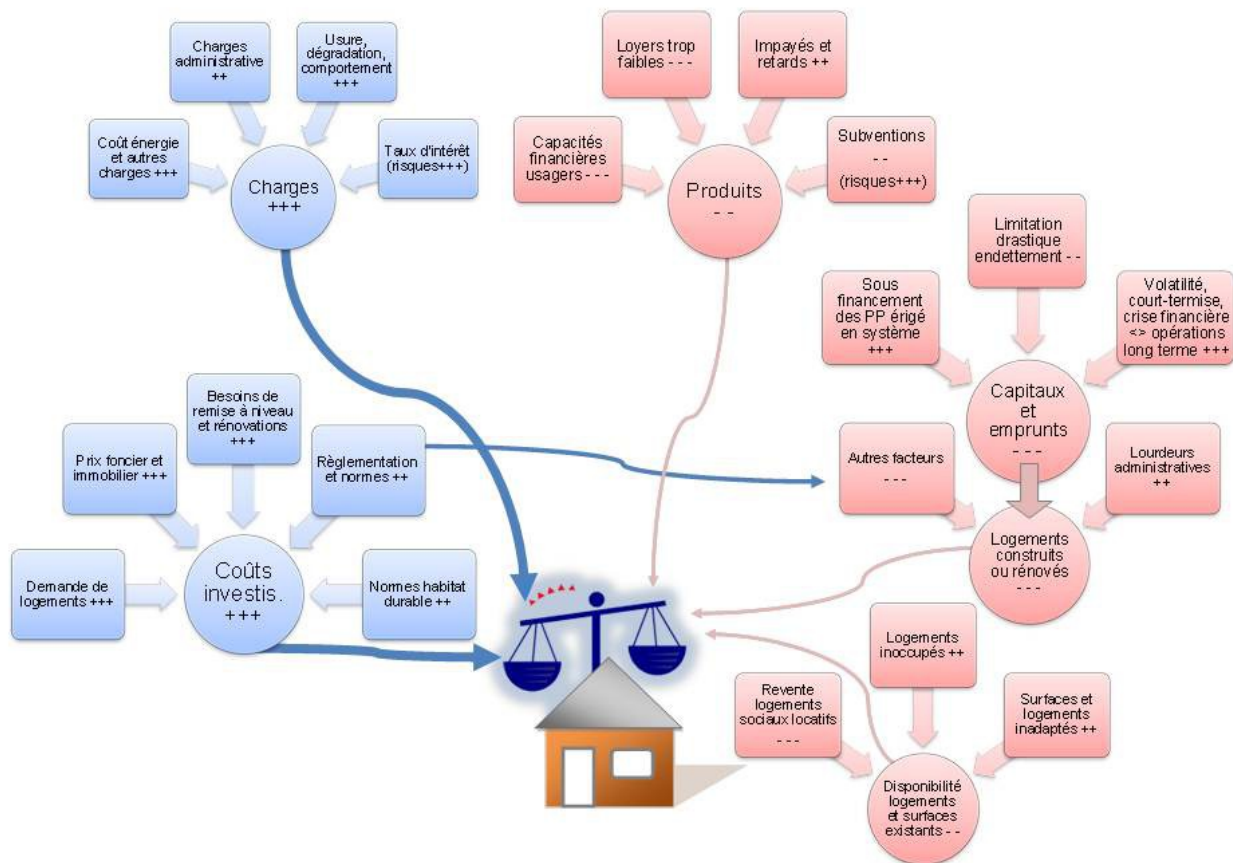 Charges
administrative
++
Usure,
dégradation,
comportement
+++
Coût énergie
et autres
charges +++
Taux d'intérêt
(risques+++)
Charges
+++
Loyers trop
faibles - - -
Impayés et
retards ++
Capacités
financières
usagers - - -
Subventions
- -
(risques+++)
Produits
- -
Limitation
drastique
endettement - -
Sous
financement
des PP érigé
en système
+++
Volatilité,
court-termise,
crise financière
<> opérations
long terme +++
Capitaux
et
emprunts
- - -
Autres facteurs
- - -
Lourdeurs
administratives
++
Logements
construits
ou rénovés
- - -
Besoins de
remise à niveau
et rénovations
+++
Prix foncier et
immobilier +++
Règlementation
et normes ++
Demande de
logements +++
Normes habitat
durable ++
Coûts
investis.
+++
Logements
inoccupés ++
Revente
logements
sociaux locatifs
- - -
Surfaces et
logements
inadaptés ++
Disponibilité
logements
et surfaces
existants - -